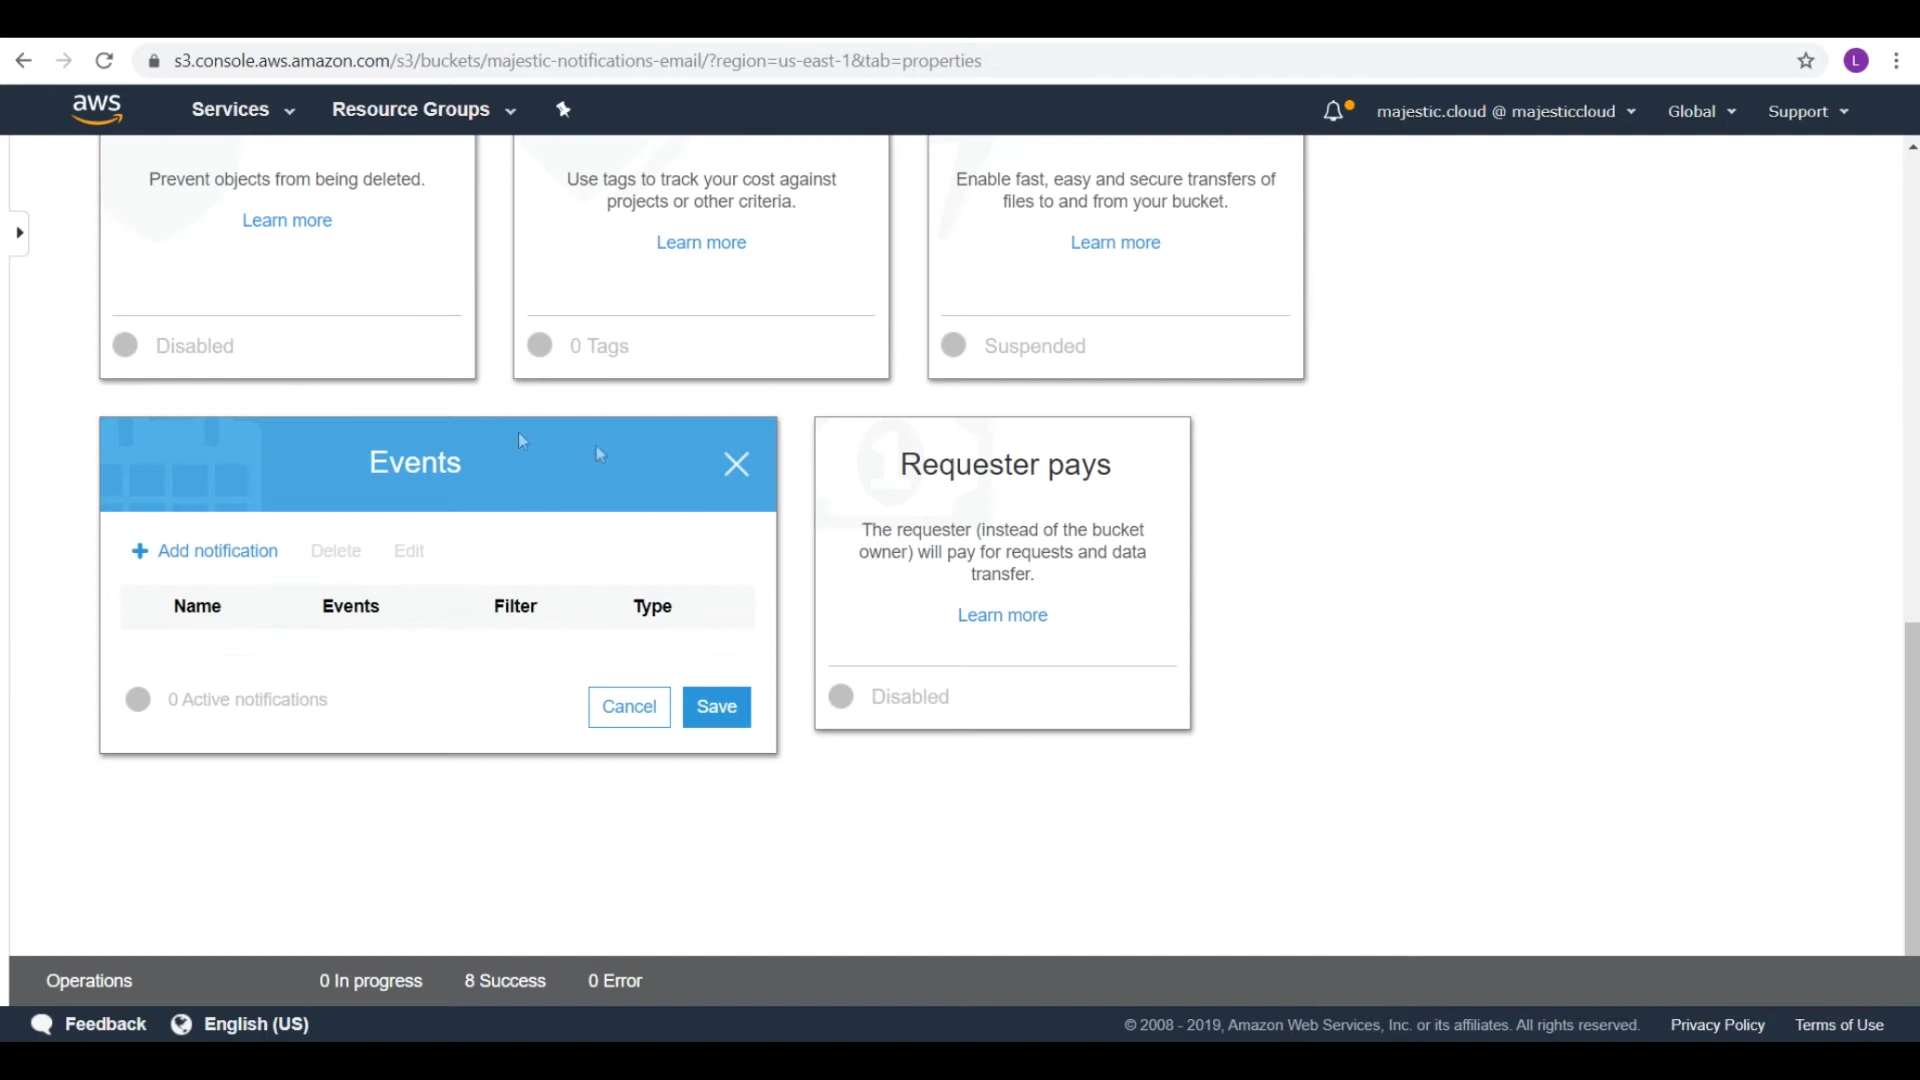 s3.console.aws.amazon.com/s3/buckets/majestic-notifications-email/?region=us-east-1&tab=properties
L
aws
Services
Resource Groups
majestic.cloud @ majesticcloud
Global
Support
Prevent objects from being deleted.
Learn more
Disabled
Use tags to track your cost against
projects or other criteria.
Learn more
0 Tags
Enable fast, easy and secure transfers of
files to and from your bucket.
Learn more
Suspended
Events
Add notification
Delete
Edit
Name
Events
Filter
Type
0 Active notifications
Cancel
Save
1
Requester pays
The requester (instead of the bucket
owner) will pay for requests and data
transfer.
Learn more
Disabled
Operations
0 In progress
8 Success
0 Error
Feedback
English (US)
© 2008 - 2019, Amazon Web Services, Inc. or its affiliates. All rights reserved.
Privacy Policy
Terms of Use